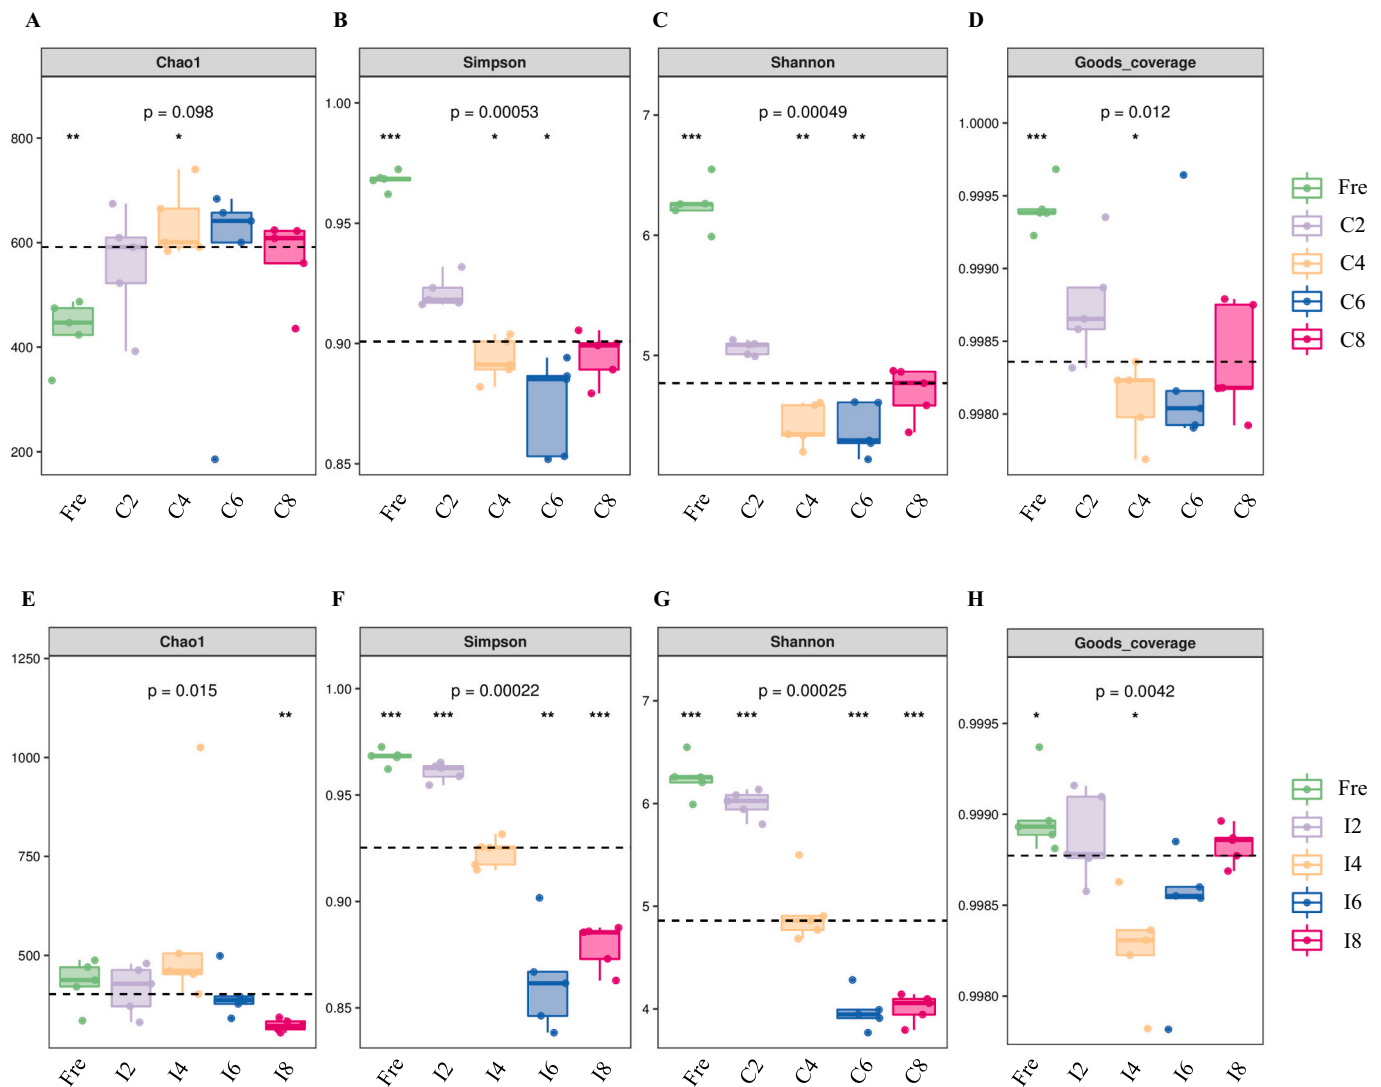 A
B
C
D
Chao1
Simpson
Shannon
Goods_coverage
p = 0.098
p = 0.00053
p = 0.00049
p = 0.012
** *
*** * *
*** ** **
*** *
800
600
400
200
1.00
0.95
0.90
0.85
7
6
5
1.0000
0.9995
0.9990
0.9985
0.9980
Fre C2 C4 C6 C8
Fre C2 C4 C6 C8
Fre C2 C4 C6 C8
Fre C2 C4 C6 C8
Fre
C2
C4
C6
C8
E
F
G
H
Chao1
Simpson
Shannon
Goods_coverage
p = 0.015
p = 0.00022
p = 0.00025
p = 0.0042
**
*** *** ** ***
*** *** *** ***
* *
1250
1000
750
500
1.00
0.95
0.90
0.85
7
6
5
4
0.9995
0.9990
0.9985
0.9980
Fre I2 I4 I6 I8
Fre I2 I4 I6 I8
Fre C2 C4 C6 C8
Fre I2 I4 I6 I8
Fre
I2
I4
I6
I8